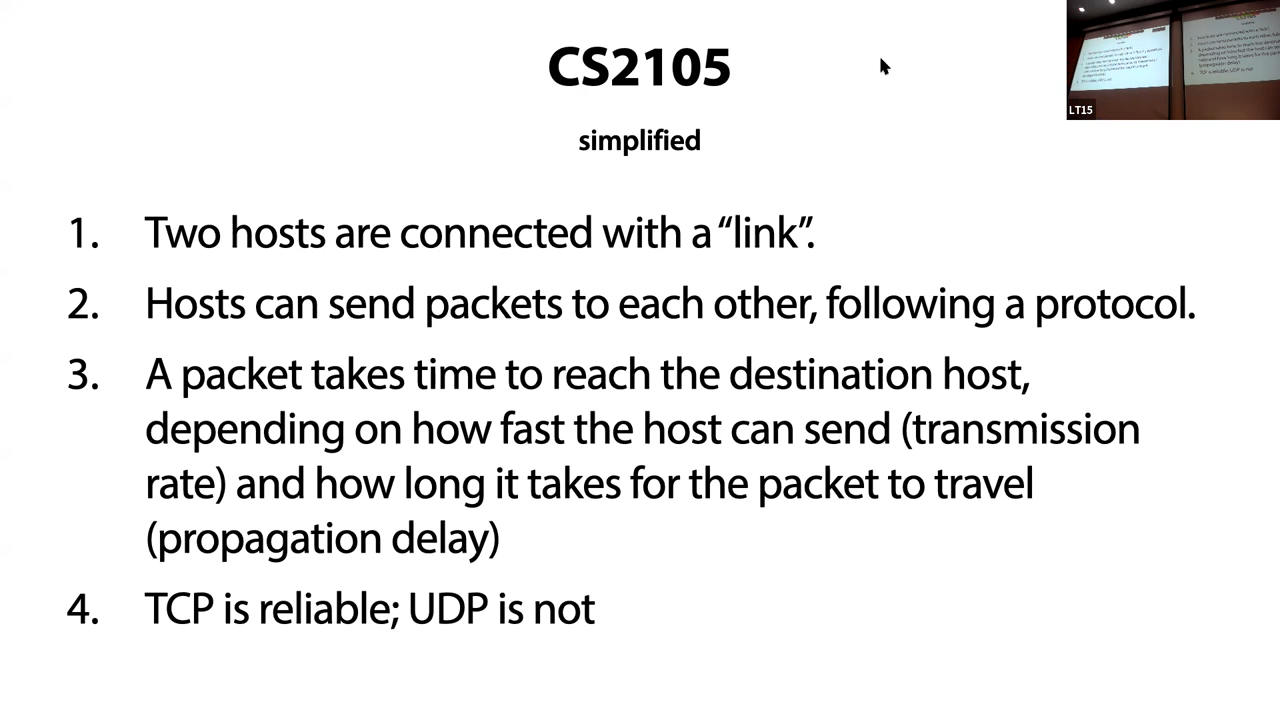 CS2105
simplified
1. Two hosts are connected with a “link”.
2. Hosts can send packets to each other, following a protocol.
3. A packet takes time to reach the destination host,
depending on how fast the host can send (transmission
rate) and how long it takes for the packet to travel
(propagation delay)
4. TCP is reliable; UDP is not
LT15